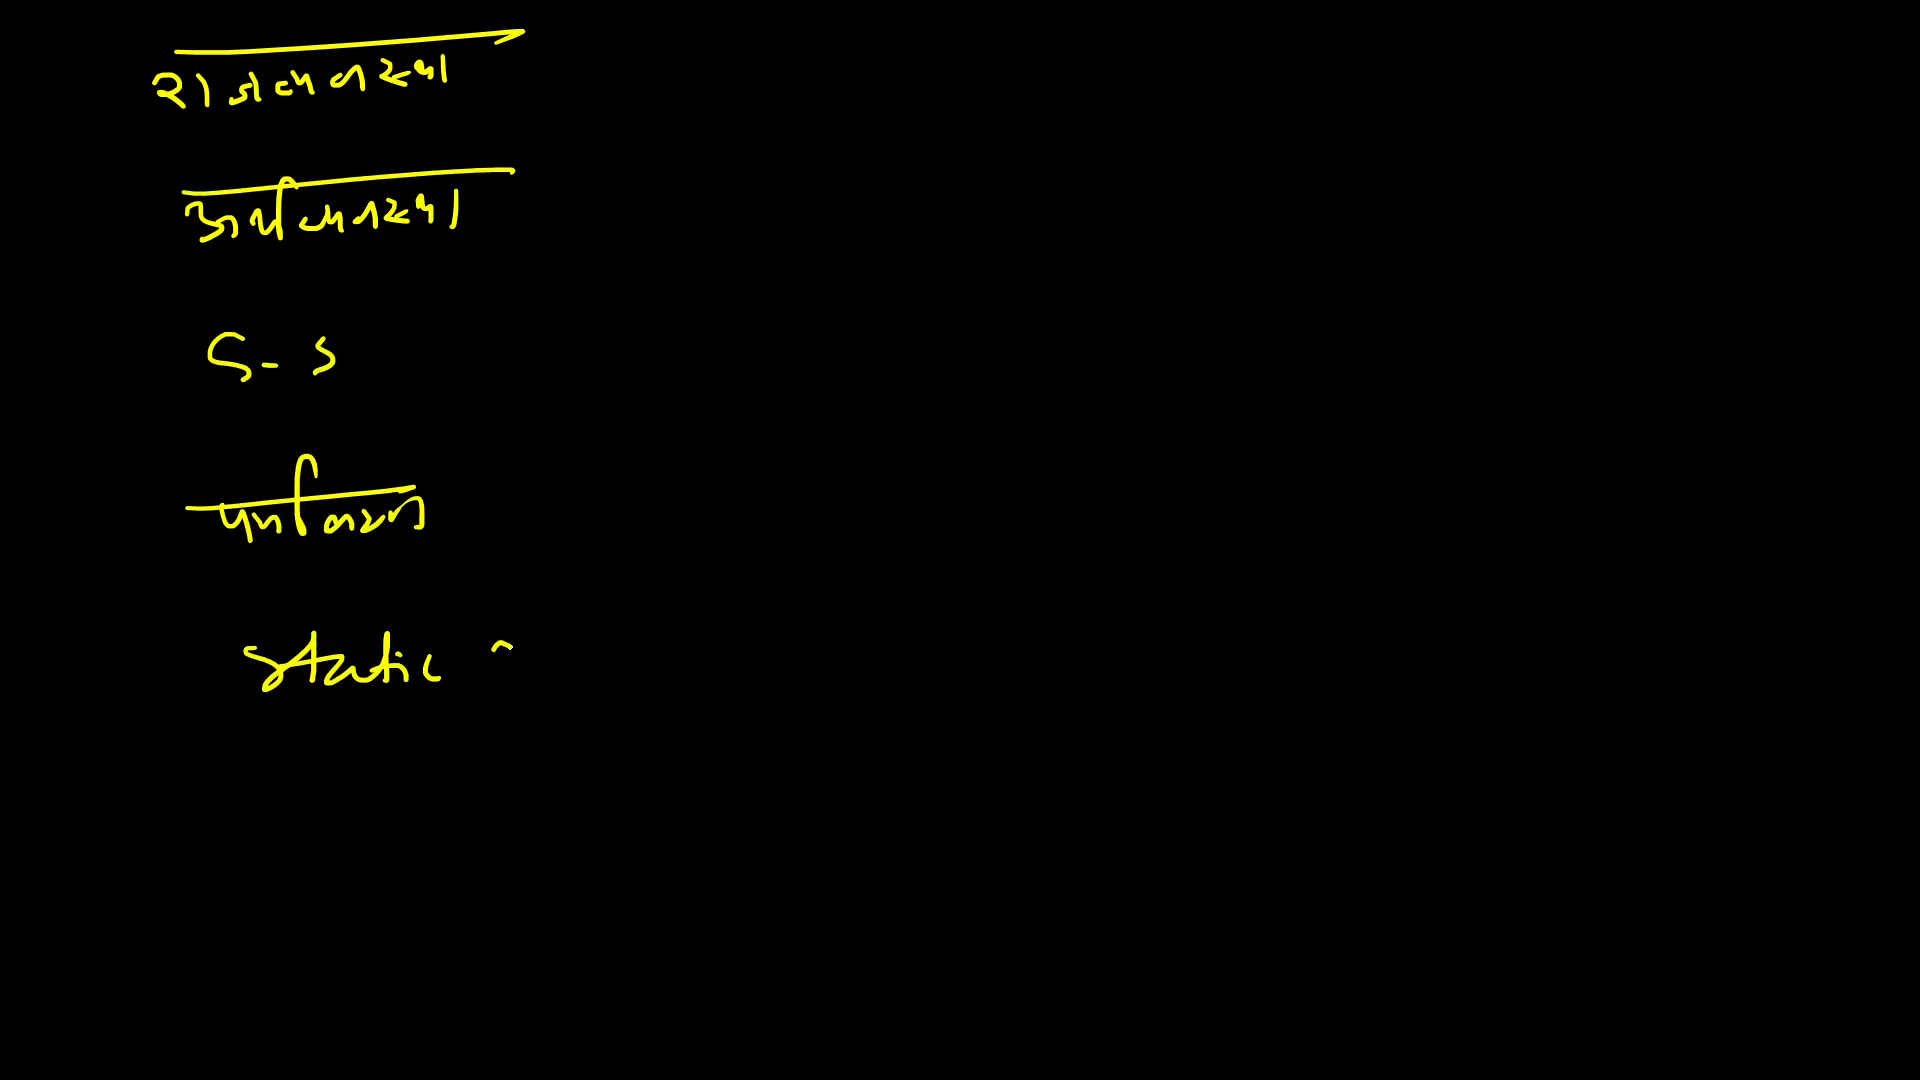 राजव्यवस्था
अर्थव्यवस्था
S - S
पर्यावरण
static